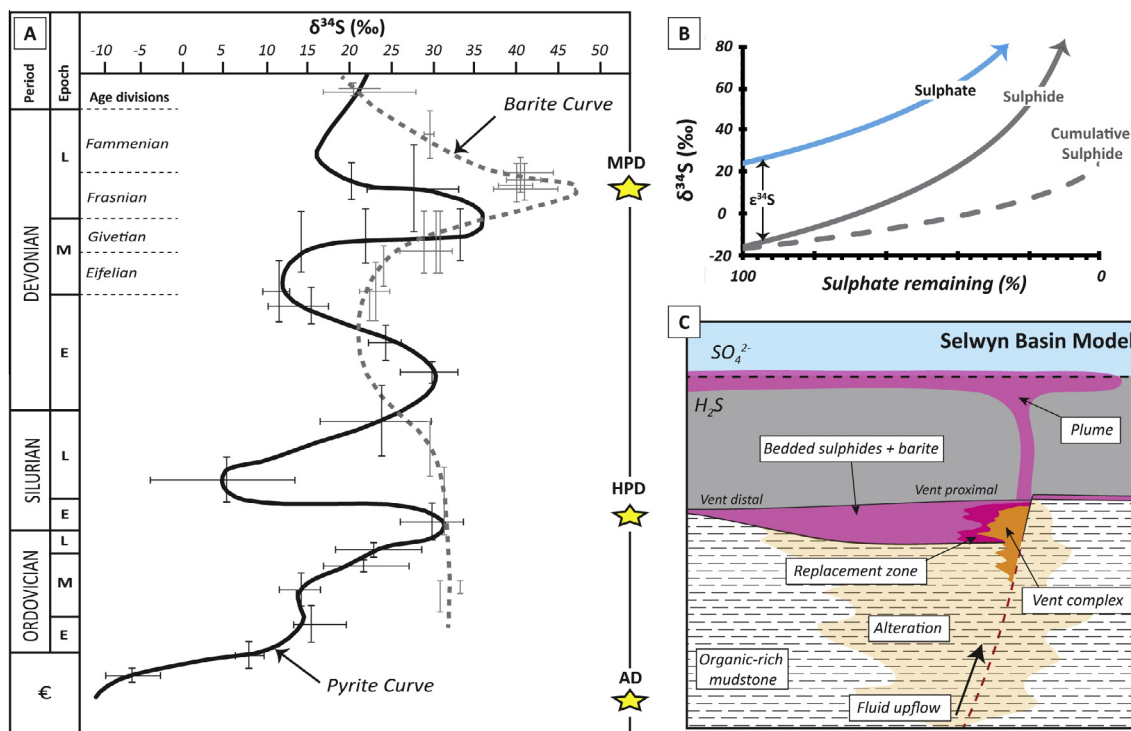 A
δ³⁴S (‰)
-10 0 5 10 15 20 25 30 35 40 45 50
Period
Epoch
Age divisions
Barite Curve
DEVONIAN
L
Fammenian
Frasnian
M
Givetian
Eifelian
E
SILURIAN
L
E
ORDOVICIAN
L
M
E
€
Pyrite Curve
MPD
HPD
AD
B
δ³⁴S (‰)
80
60
40
20
0
-20
Sulphate
Sulphide
Cumulative
Sulphide
ε³⁴S
100
0
Sulphate remaining (%)
C
Selwyn Basin Model
SO₄²⁻
H₂S
Plume
Bedded sulphides + barite
Vent distal
Vent proximal
Replacement zone
Vent complex
Alteration
Organic-rich
mudstone
Fluid upflow